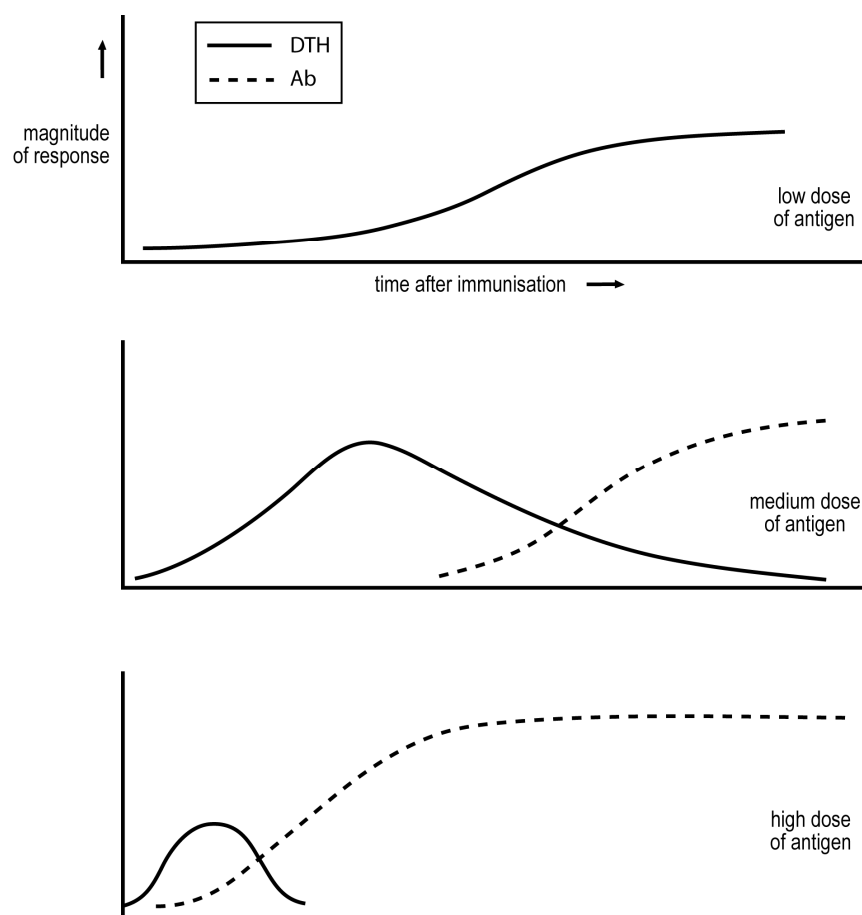 DTH
Ab
magnitude
of response
low dose
of antigen
time after immunisation
medium dose
of antigen
high dose
of antigen